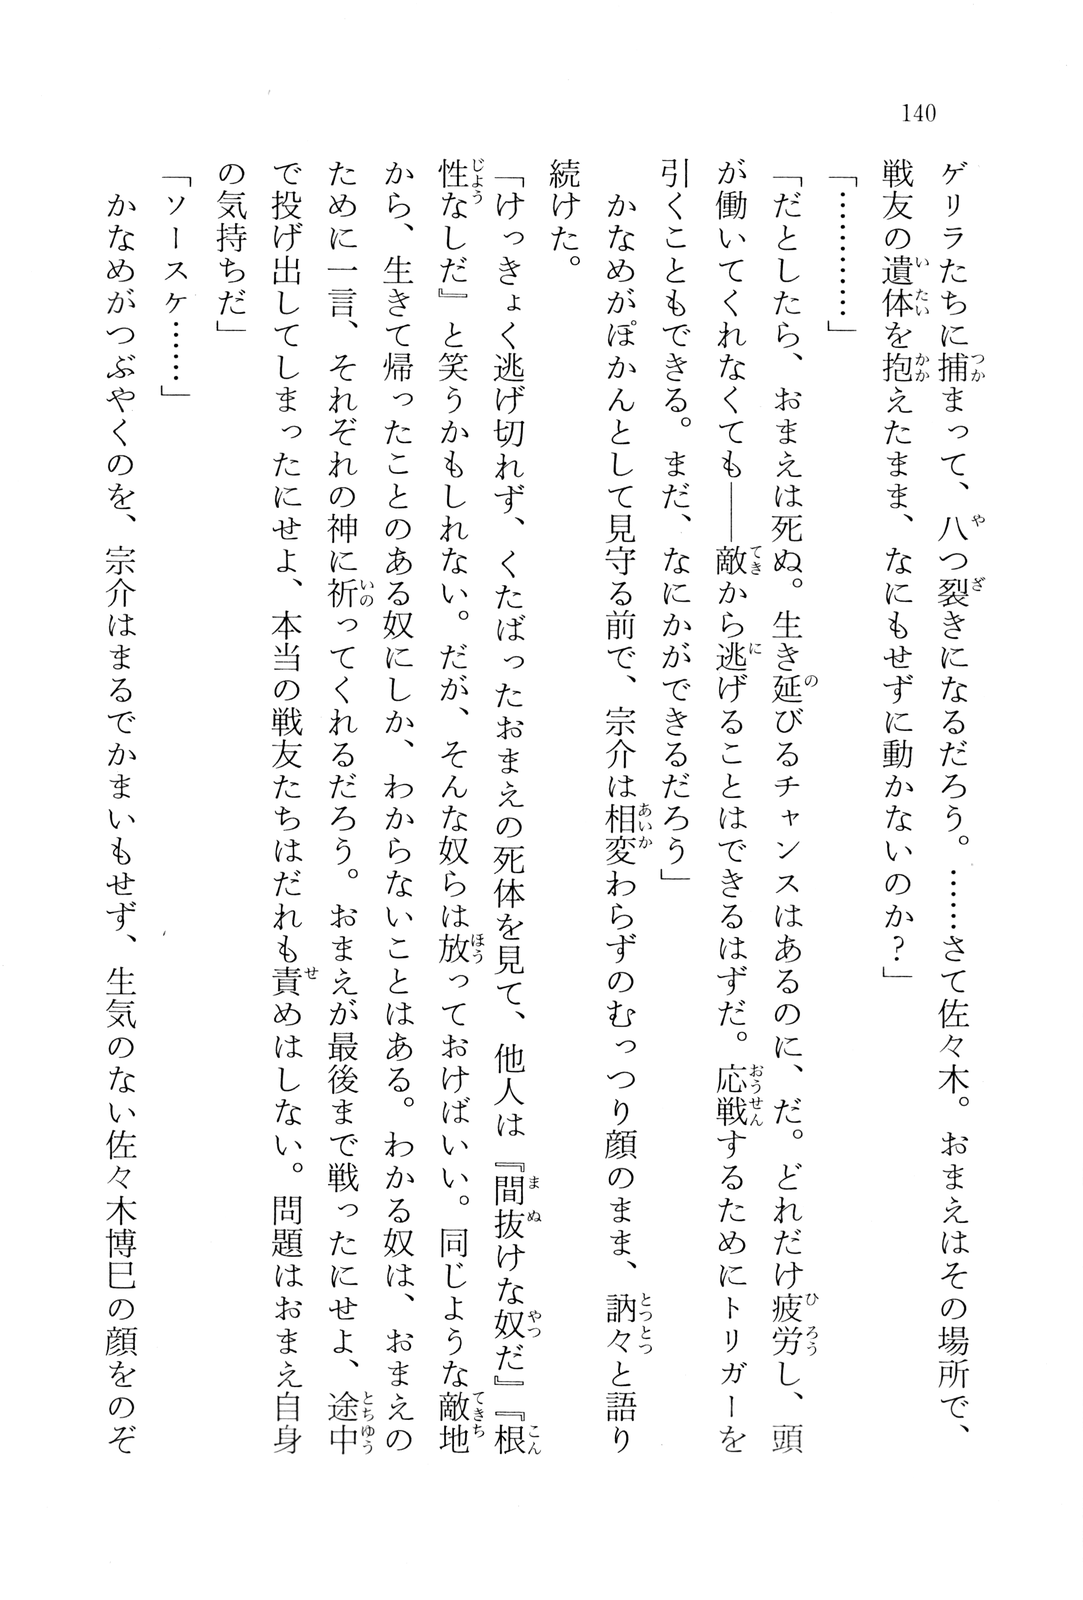 140
ゲリラたちに捕まって、八つ裂きになるだろう。……さて佐々木。おまえはその場所で、
戦友の遺体を抱えたまま、なにもせずに動かないのか？」
「…………」
「だとしたら、おまえは死ぬ。生き延びるチャンスはあるのに、だ。どれだけ疲労し、頭
が働いてくれなくても――敵から逃げることはできるはずだ。応戦するためにトリガーを
引くこともできる。まだ、なにかができるだろう」
かなめがぽかんとして見守る前で、宗介は相変わらずのむっつり顔のまま、訥々と語り
続けた。
「けっきょく逃げ切れず、くたばったおまえの死体を見て、他人は『間抜けな奴だ』『根
性なしだ』と笑うかもしれない。だが、そんな奴らは放っておけばいい。同じような敵地
から、生きて帰ったことのある奴にしか、わからないことはある。わかる奴は、おまえの
ために一言、それぞれの神に祈ってくれるだろう。おまえが最後まで戦ったにせよ、途中
で投げ出してしまったにせよ、本当の戦友たちはだれも責めはしない。問題はおまえ自身
の気持ちだ」
「ソースケ……」
かなめがつぶやくのを、宗介はまるでかまいもせず、生気のない佐々木博巳の顔をのぞ